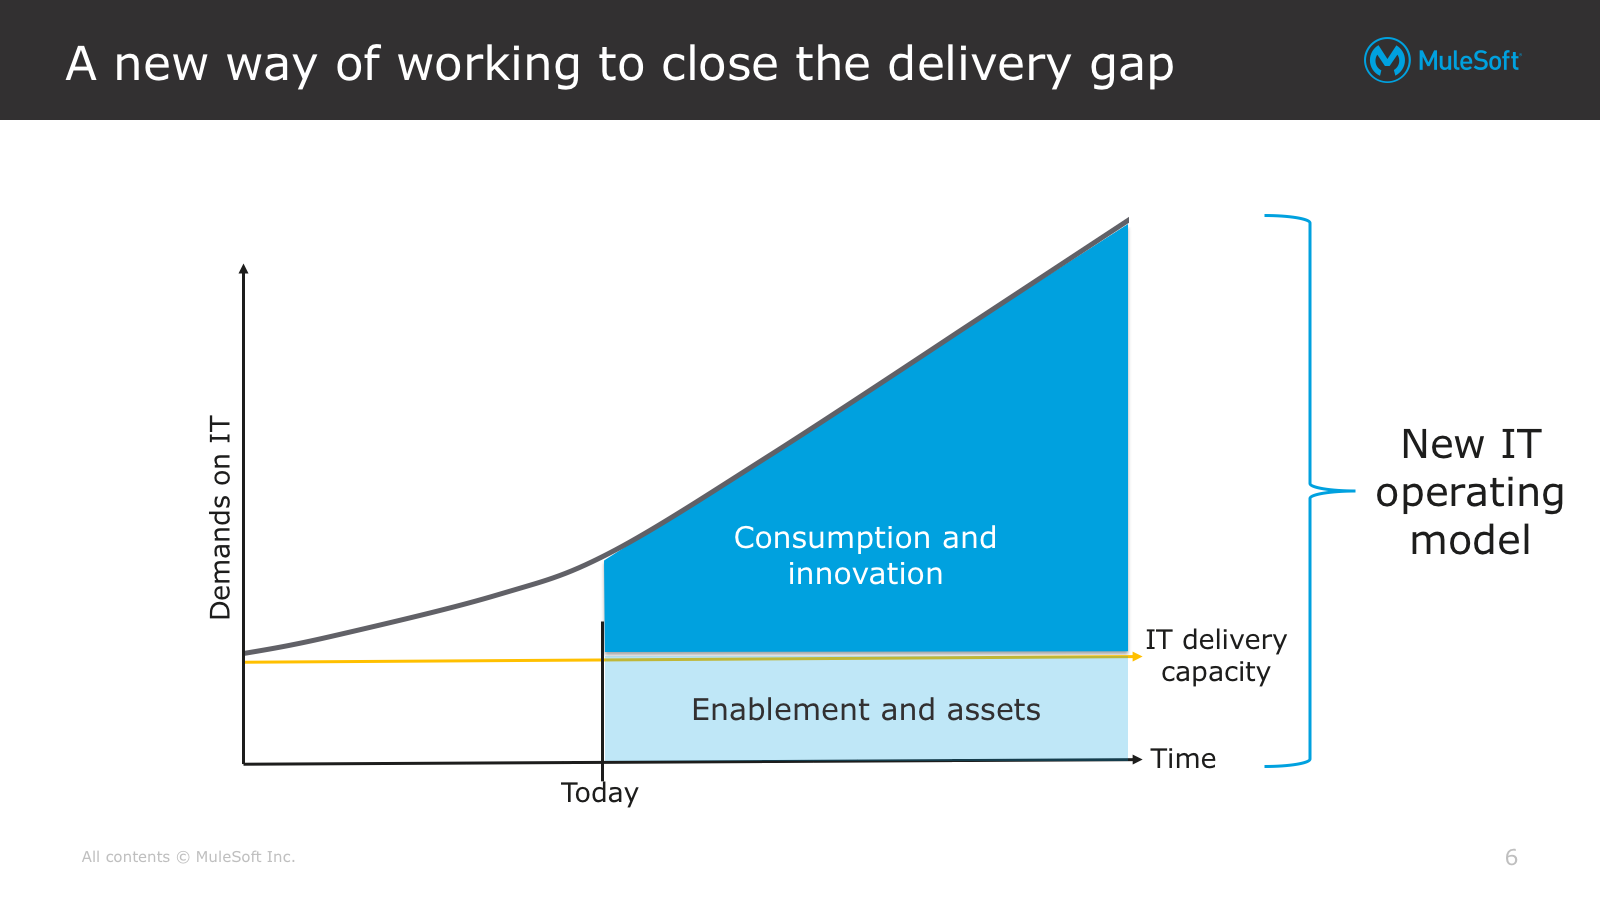 A new way of working to close the delivery gap
MuleSoft
Demands on IT
Consumption and
innovation
New IT
operating
model
IT delivery
capacity
Enablement and assets
Time
Today
All contents © MuleSoft Inc.
6